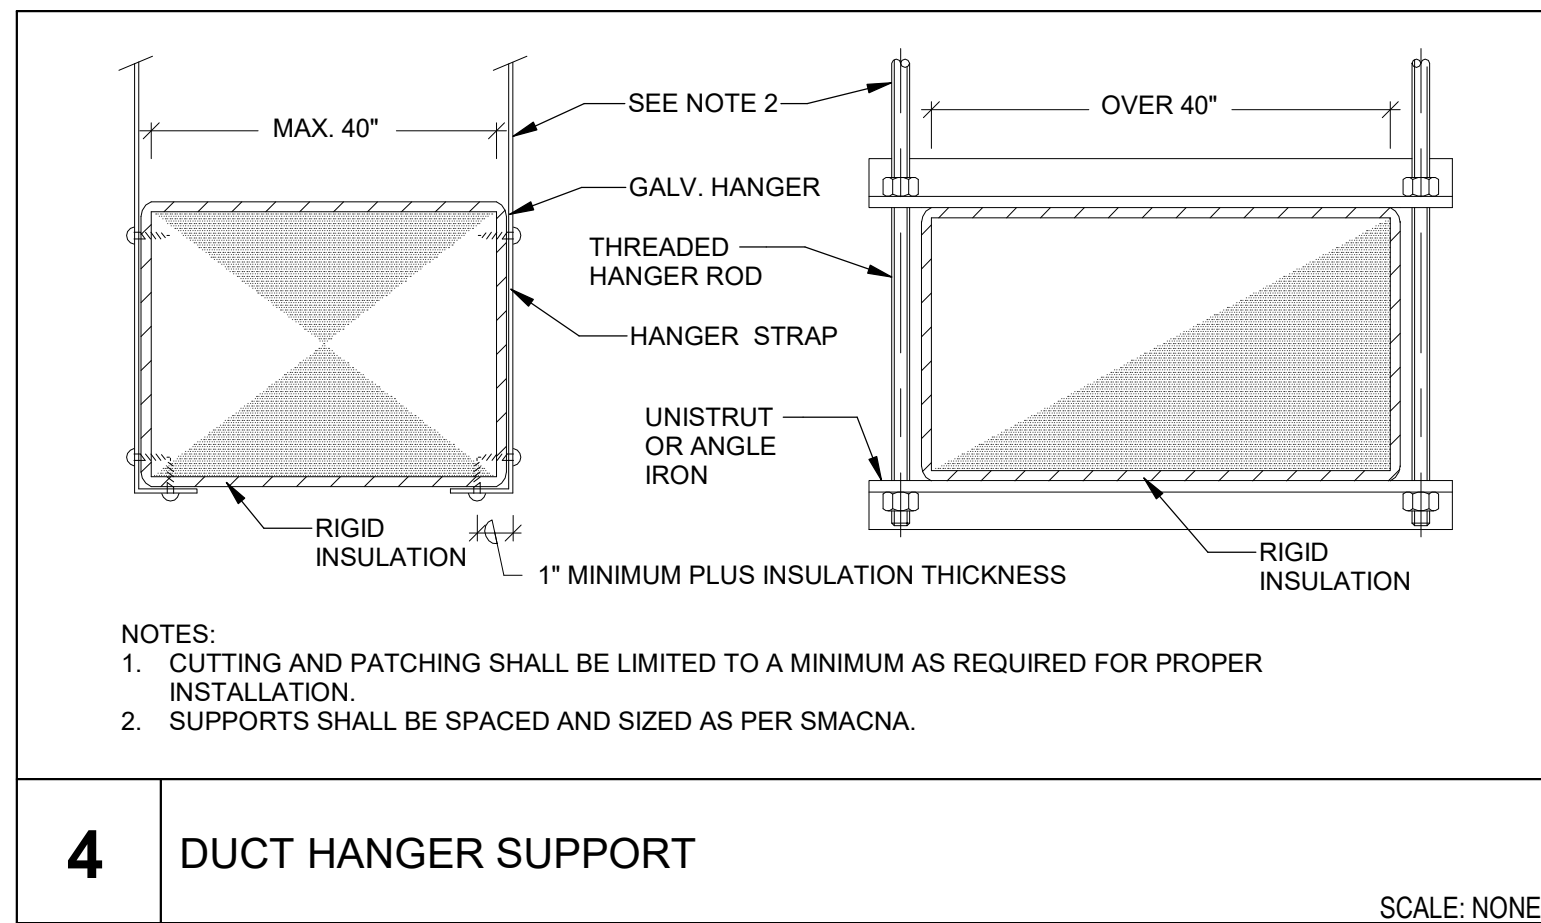 MAX. 40"
SEE NOTE 2
OVER 40"
GALV. HANGER
THREADED
HANGER ROD
HANGER STRAP
UNISTRUT
OR ANGLE
IRON
RIGID
INSULATION
1" MINIMUM PLUS INSULATION THICKNESS
RIGID
INSULATION
NOTES:
1. CUTTING AND PATCHING SHALL BE LIMITED TO A MINIMUM AS REQUIRED FOR PROPER
INSTALLATION.
2. SUPPORTS SHALL BE SPACED AND SIZED AS PER SMACNA.
4
DUCT HANGER SUPPORT
SCALE: NONE